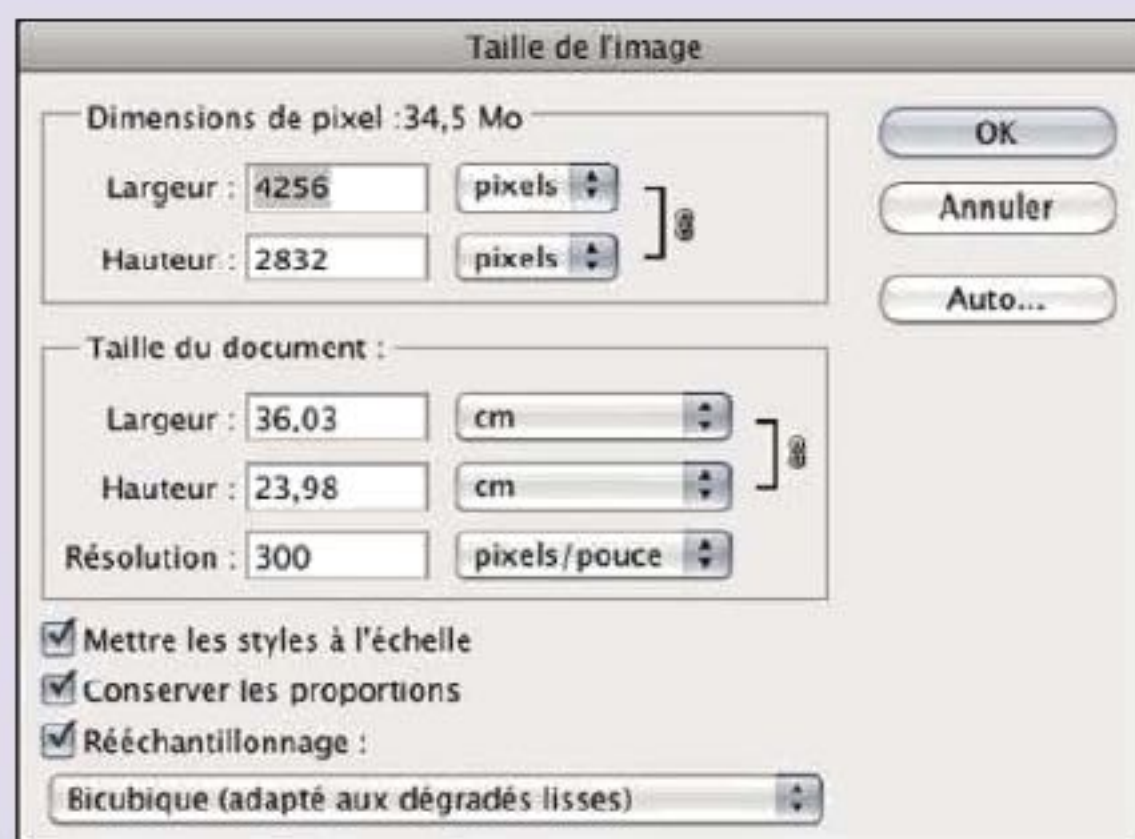 Taille de l'image
Dimensions de pixel :34,5 Mo
Largeur : 4256 pixels
Hauteur : 2832 pixels
OK
Annuler
Auto...
Taille du document :
Largeur : 36,03 cm
Hauteur : 23,98 cm
Résolution : 300 pixels/pouce
Mettre les styles à l'échelle
Conserver les proportions
Rééchantillonnage :
Bicubique (adapté aux dégradés lisses)